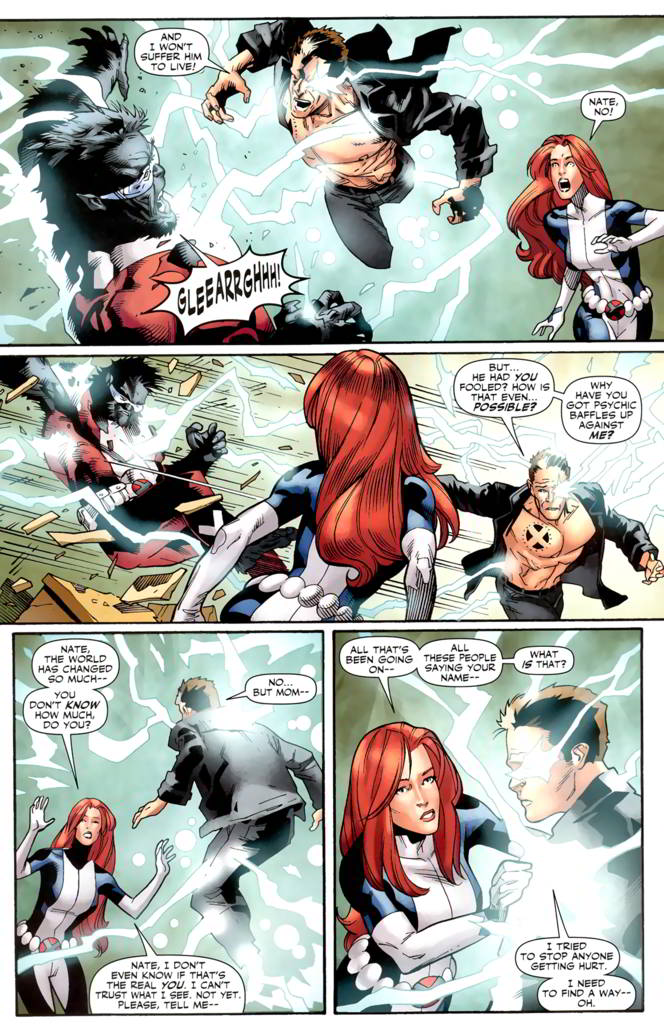 AND
I WON'T
SUFFER HIM
TO LIVE!
NATE,
NO!
GLEEARRGHHH!
BUT...
HE HAD YOU
FOOLED? HOW IS
THAT EVEN...
POSSIBLE?
WHY
HAVE YOU
GOT PSYCHIC
BAFFLES UP
AGAINST
ME?
NATE,
THE WORLD
HAS CHANGED
SO MUCH--
YOU
DON'T KNOW
HOW MUCH,
DO YOU?
NO...
BUT MOM--
NATE, I DON'T
EVEN KNOW IF THAT'S
THE REAL YOU. I CAN'T
TRUST WHAT I SEE. NOT YET.
PLEASE, TELL ME--
ALL THAT'S
BEEN GOING
ON--
ALL
THESE PEOPLE
SAYING YOUR
NAME--
WHAT
IS THAT?
I TRIED
TO STOP ANYONE
GETTING HURT.
I NEED
TO FIND A WAY--
OH.